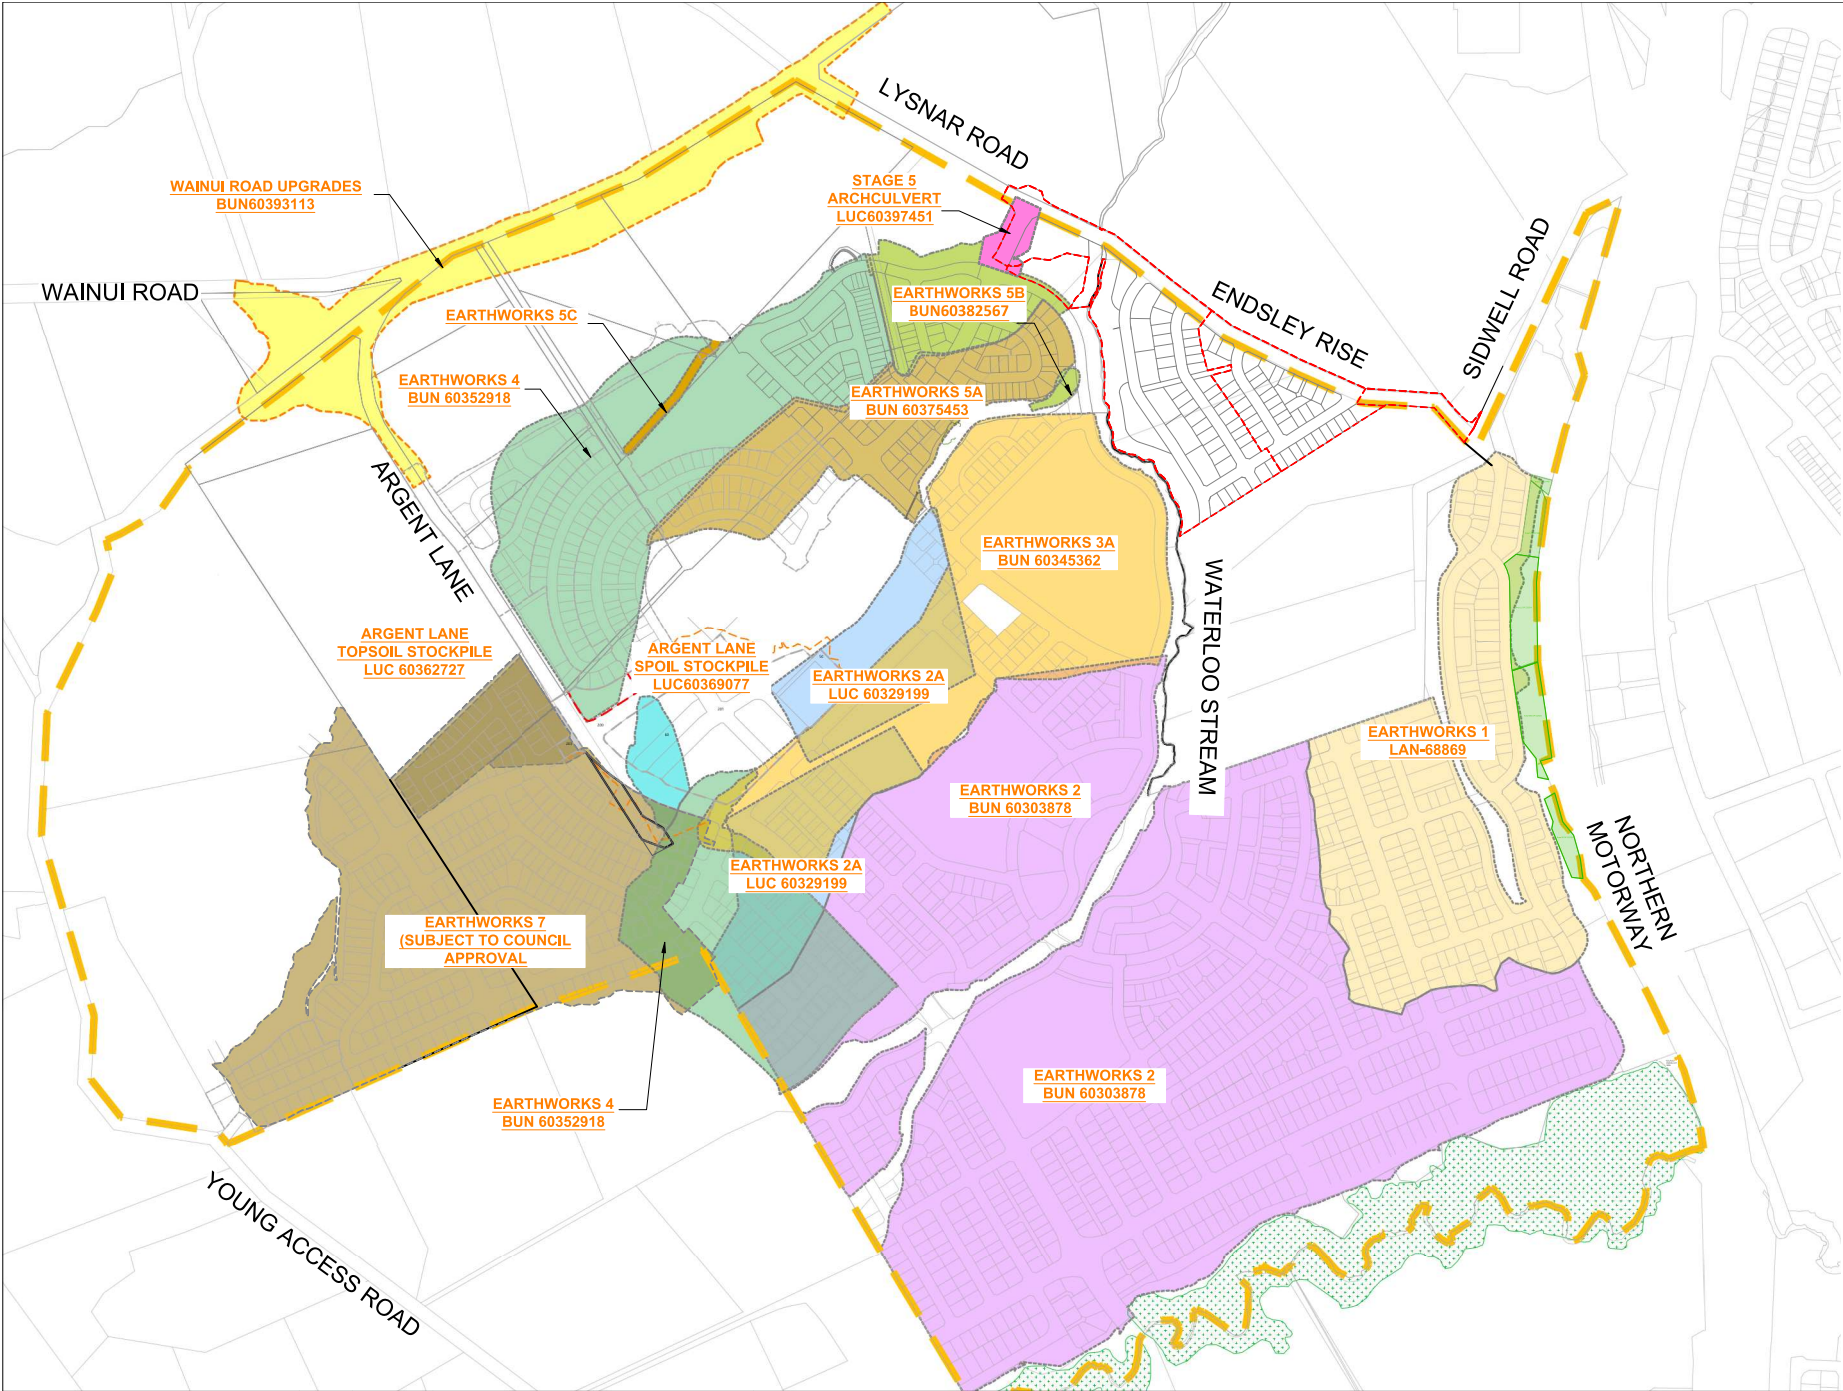 LYSNAR ROAD
WAINUI ROAD UPGRADES
BUN60393113
STAGE 5
ARCHCULVERT
LUC60397451
WAINUI ROAD
SIDWELL ROAD
ENDSLEY RISE
EARTHWORKS 5B
BUN60382567
EARTHWORKS 5C
EARTHWORKS 4
BUN 60352918
EARTHWORKS 5A
BUN 60375453
ARGENT LANE
EARTHWORKS 3A
BUN 60345362
WATERLOO STREAM
ARGENT LANE
TOPSOIL STOCKPILE
LUC 60362727
ARGENT LANE
SPOIL STOCKPILE
LUC60369077
EARTHWORKS 2A
LUC 60329199
EARTHWORKS 1
LAN-68869
EARTHWORKS 2
BUN 60303878
NORTHERN
MOTORWAY
EARTHWORKS 2A
LUC 60329199
EARTHWORKS 7
(SUBJECT TO COUNCIL
APPROVAL
EARTHWORKS 2
BUN 60303878
EARTHWORKS 4
BUN 60352918
YOUNG ACCESS ROAD